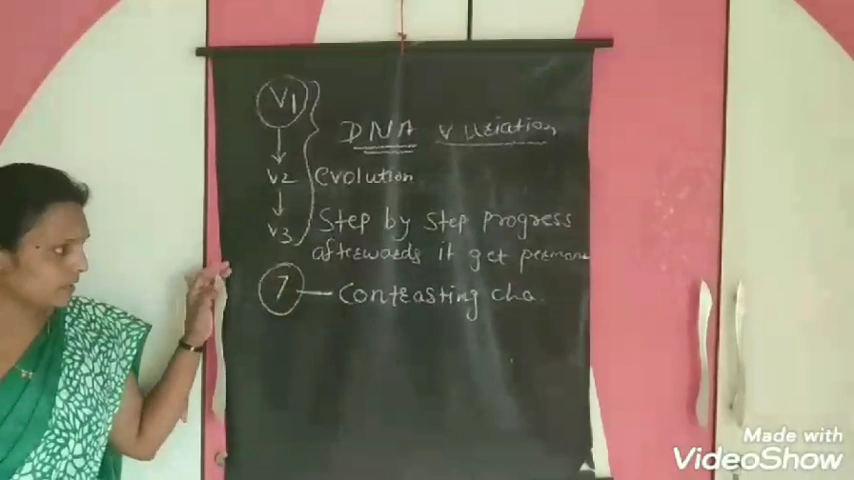 V1
DNA variation
V2 evolution
Step by step progress
V3
afterwards it get permane
7 — Contrasting cha.
Made With
VideoShow